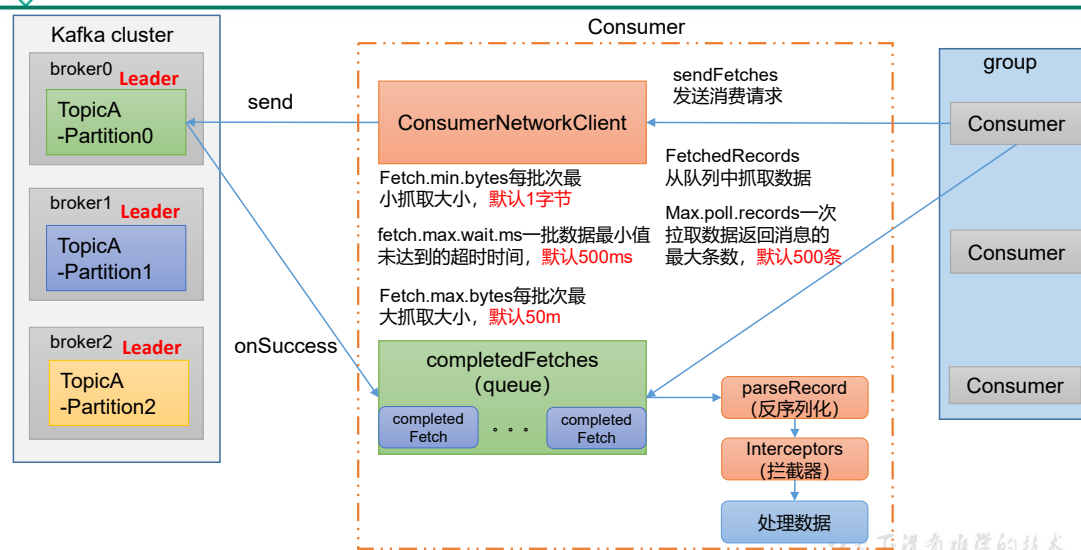 Kafka cluster
broker0
Leader
TopicA
-Partition0
broker1
Leader
TopicA
-Partition1
broker2
Leader
TopicA
-Partition2
send
onSuccess
Consumer
ConsumerNetworkClient
sendFetches
发送消费请求
Fetch.min.bytes每批次最
小抓取大小，默认1字节
fetch.max.wait.ms一批数据最小值
未达到的超时时间，默认500ms
Fetch.max.bytes每批次最
大抓取大小，默认50m
FetchedRecords
从队列中抓取数据
Max.poll.records一次
拉取数据返回消息的
最大条数，默认500条
completedFetches
(queue)
completed
Fetch
。。。
completed
Fetch
parseRecord
（反序列化）
Interceptors
（拦截器）
处理数据
group
Consumer
Consumer
Consumer
下没有难学的技术